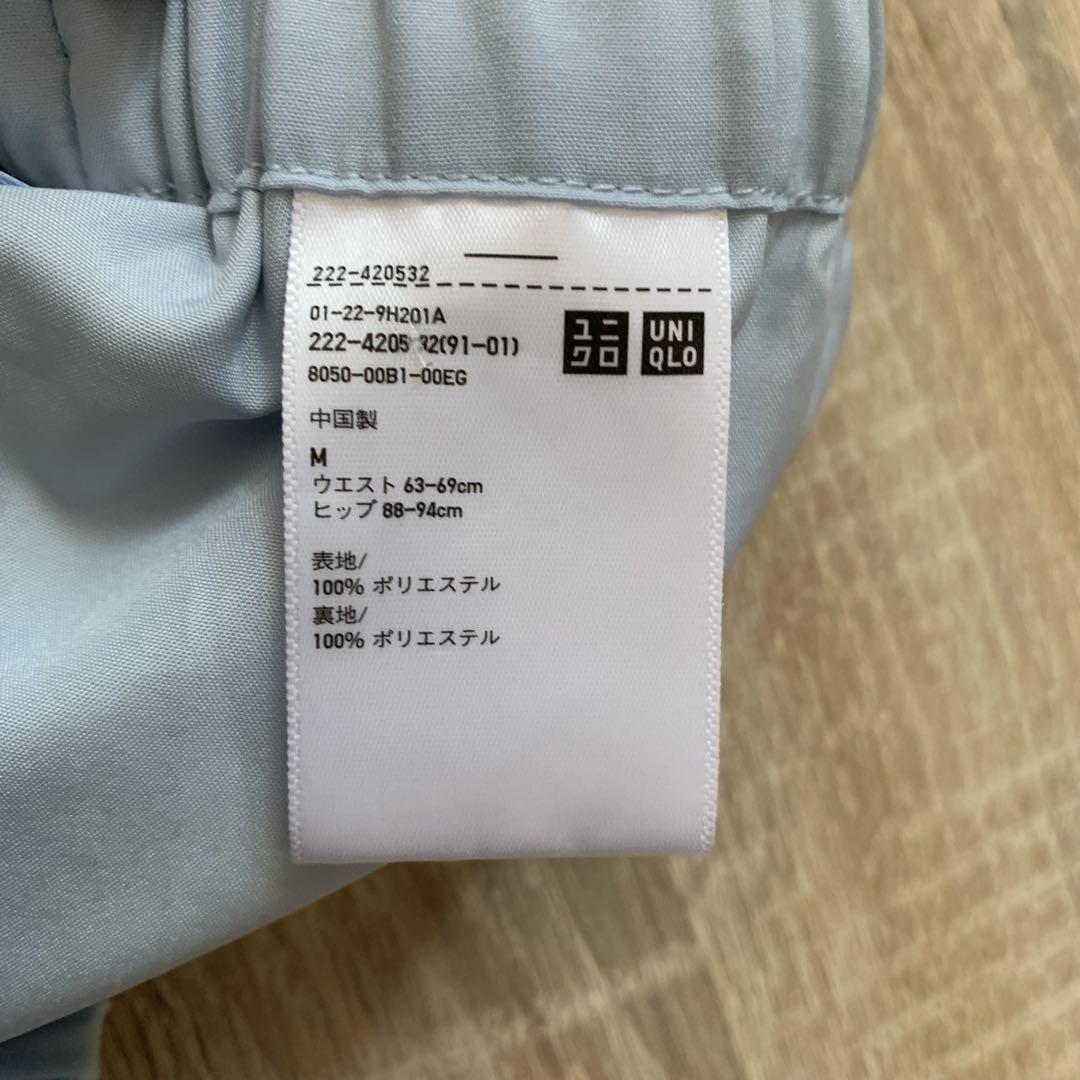 222-420532
01-22-9H201A
222-420532(91-01)
8050-00B1-00EG
ユニ
クロ
UNI
QLO
中国製
M
ウエスト 63-69cm
ヒップ 88-94cm
表地/
100% ポリエステル
裏地/
100% ポリエステル